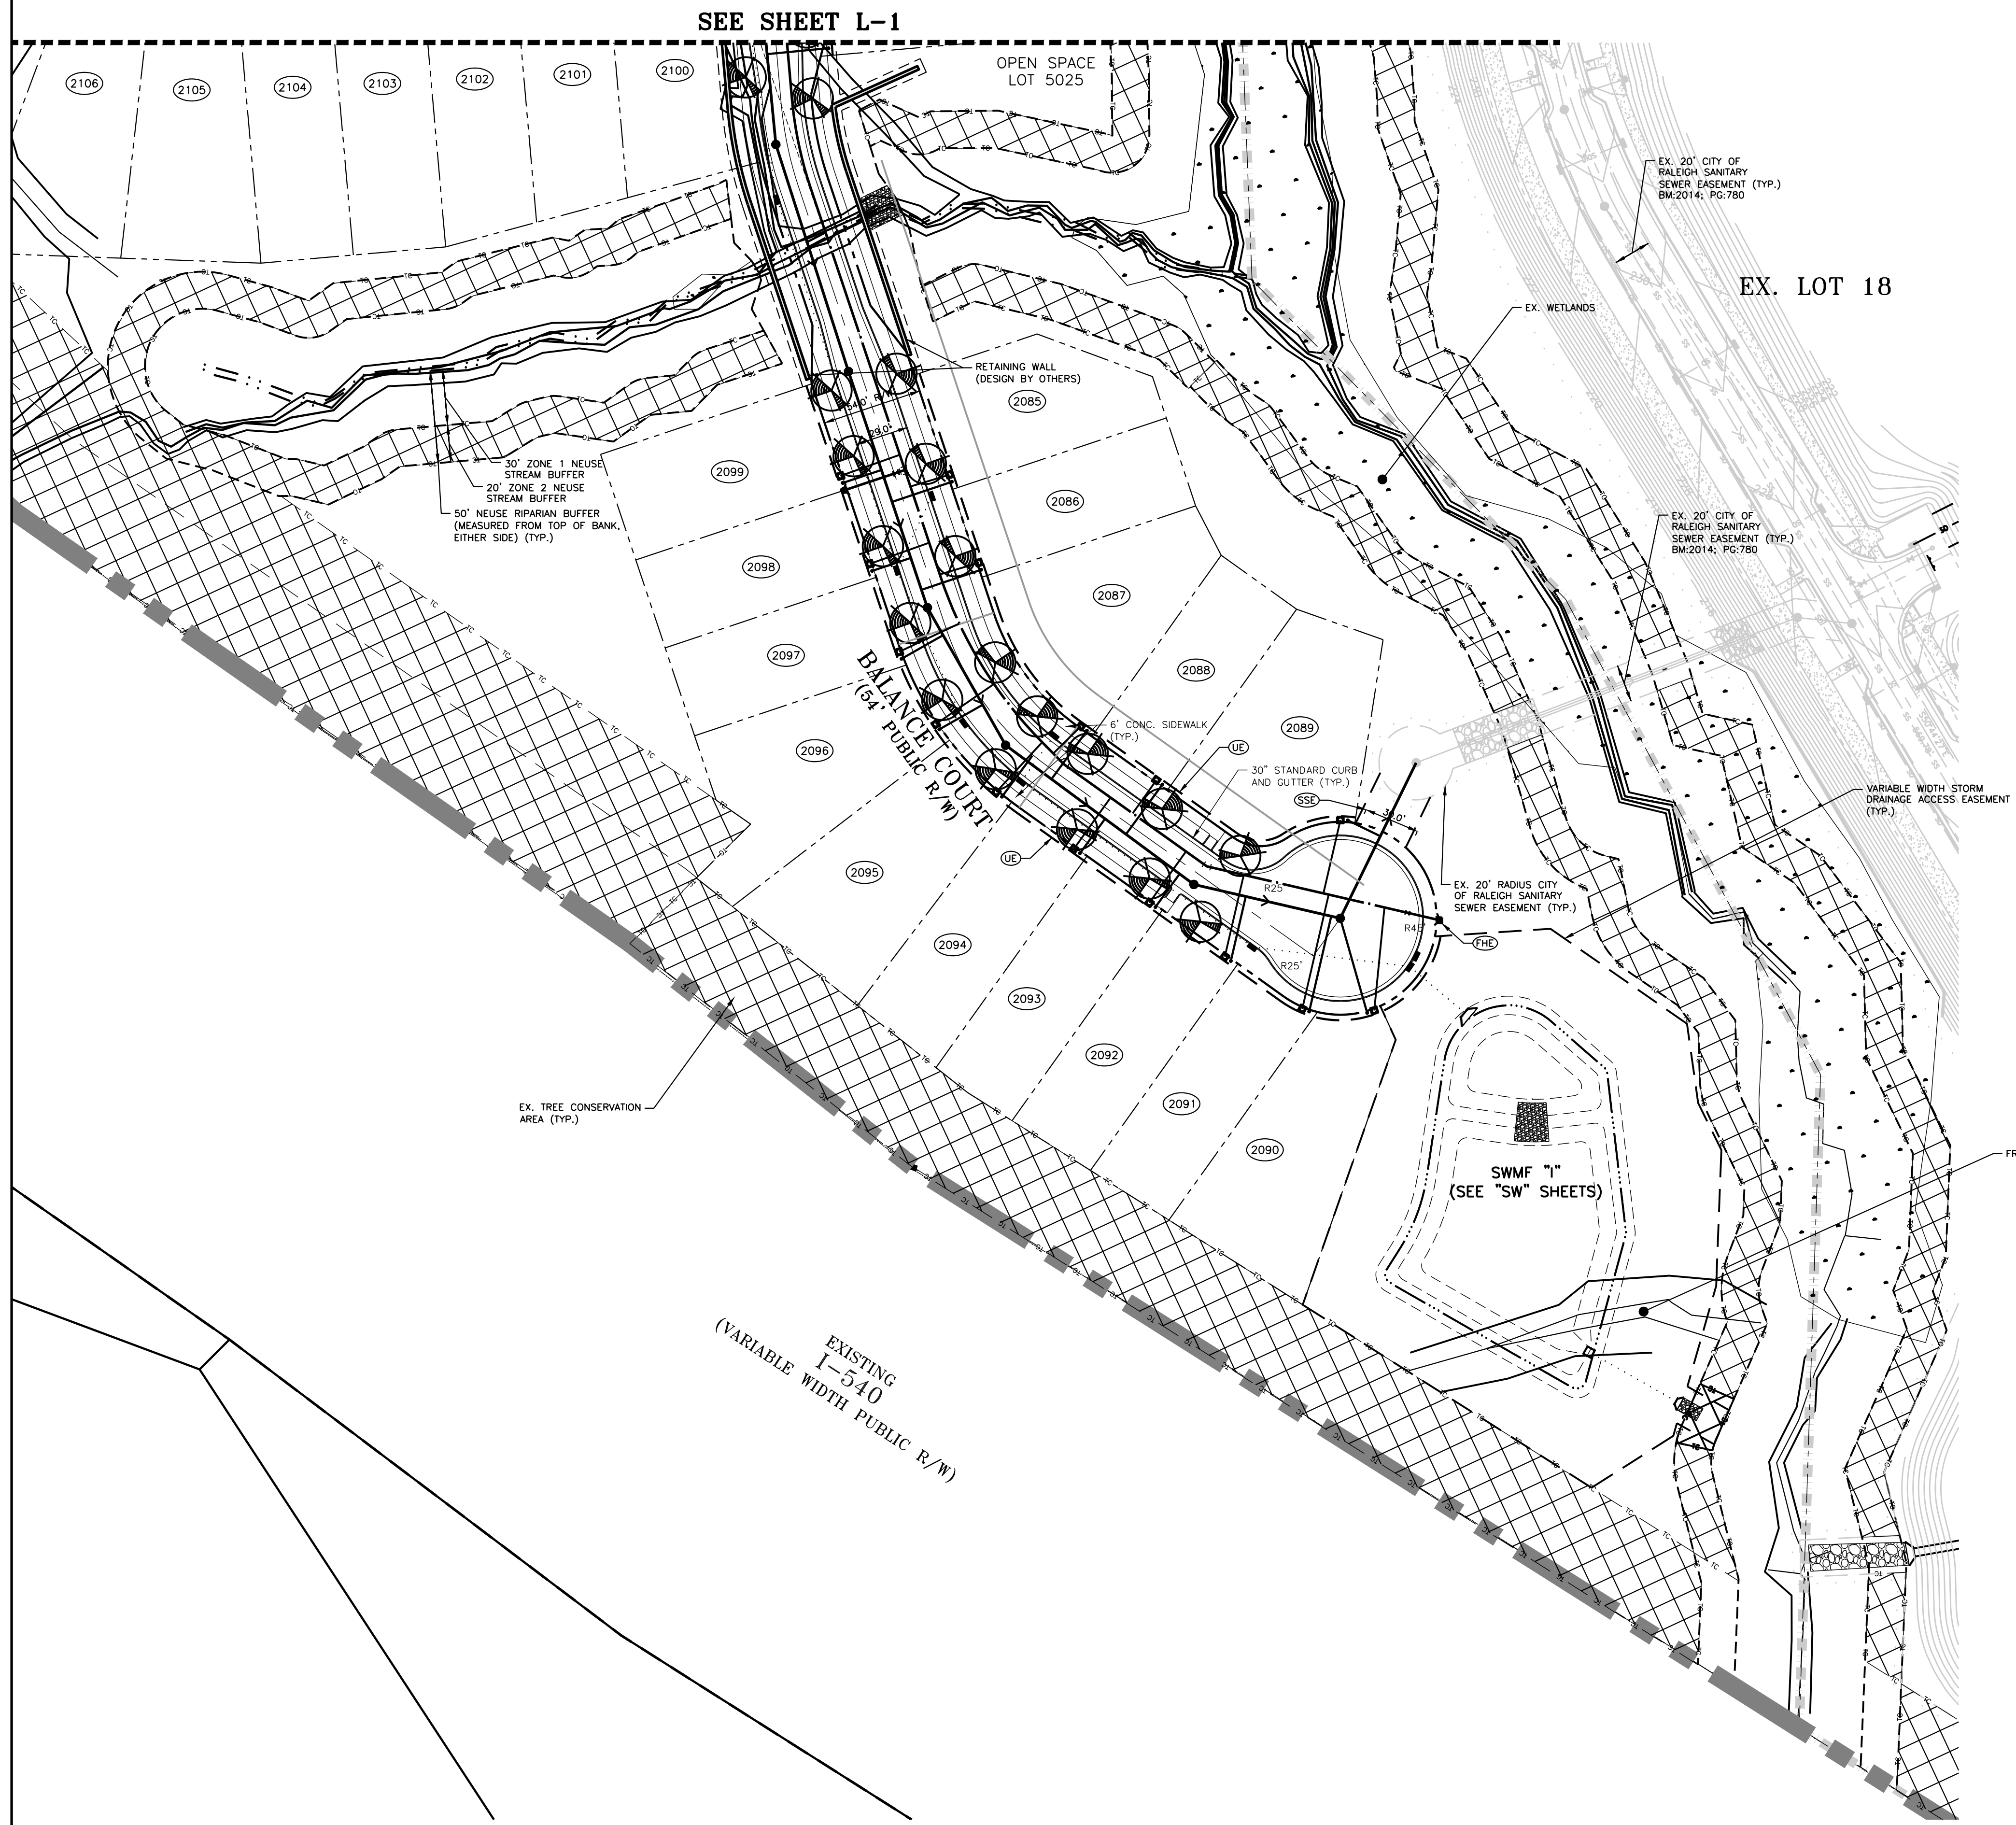 SEE SHEET L-1
2106
2105
2104
2103
2102
2101
2100
OPEN SPACE
LOT 5025
EX. 20' CITY OF
RALEIGH SANITARY
SEWER EASEMENT (TYP.)
BM:2014; PG:780
EX. LOT 18
EX. WETLANDS
RETAINING WALL
(DESIGN BY OTHERS)
2085
54.0' R/W
29.0'
2099
30' ZONE 1 NEUSE
STREAM BUFFER
20' ZONE 2 NEUSE
STREAM BUFFER
50' NEUSE RIPARIAN BUFFER
(MEASURED FROM TOP OF BANK,
EITHER SIDE) (TYP.)
2086
EX. 20' CITY OF
RALEIGH SANITARY
SEWER EASEMENT (TYP.)
BM:2014; PG:780
2098
2087
2097
2088
BALANCE COURT
(54' PUBLIC R/W)
2096
6' CONC. SIDEWALK
(TYP.)
2089
UE
30" STANDARD CURB
AND GUTTER (TYP.)
SSE
VARIABLE WIDTH STORM
DRAINAGE ACCESS EASEMENT
(TYP.)
UE
2095
R25'
EX. 20' RADIUS CITY
OF RALEIGH SANITARY
SEWER EASEMENT (TYP.)
R45'
FHE
2094
R25'
2093
2092
EX. TREE CONSERVATION
AREA (TYP.)
2091
2090
SWMF "I"
(SEE "SW" SHEETS)
FR
EXISTING
I-540
(VARIABLE WIDTH PUBLIC R/W)